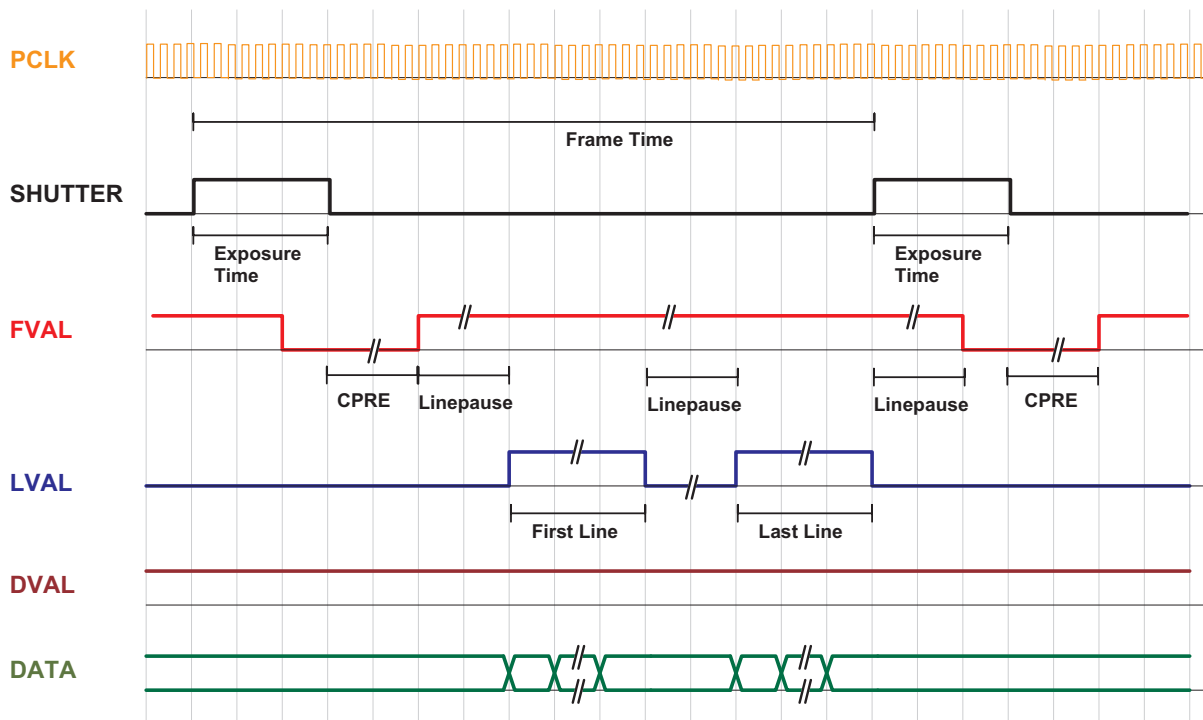 PCLK
Frame Time
SHUTTER
Exposure
Time
Exposure
Time
FVAL
CPRE
Linepause
Linepause
Linepause
CPRE
LVAL
First Line
Last Line
DVAL
DATA